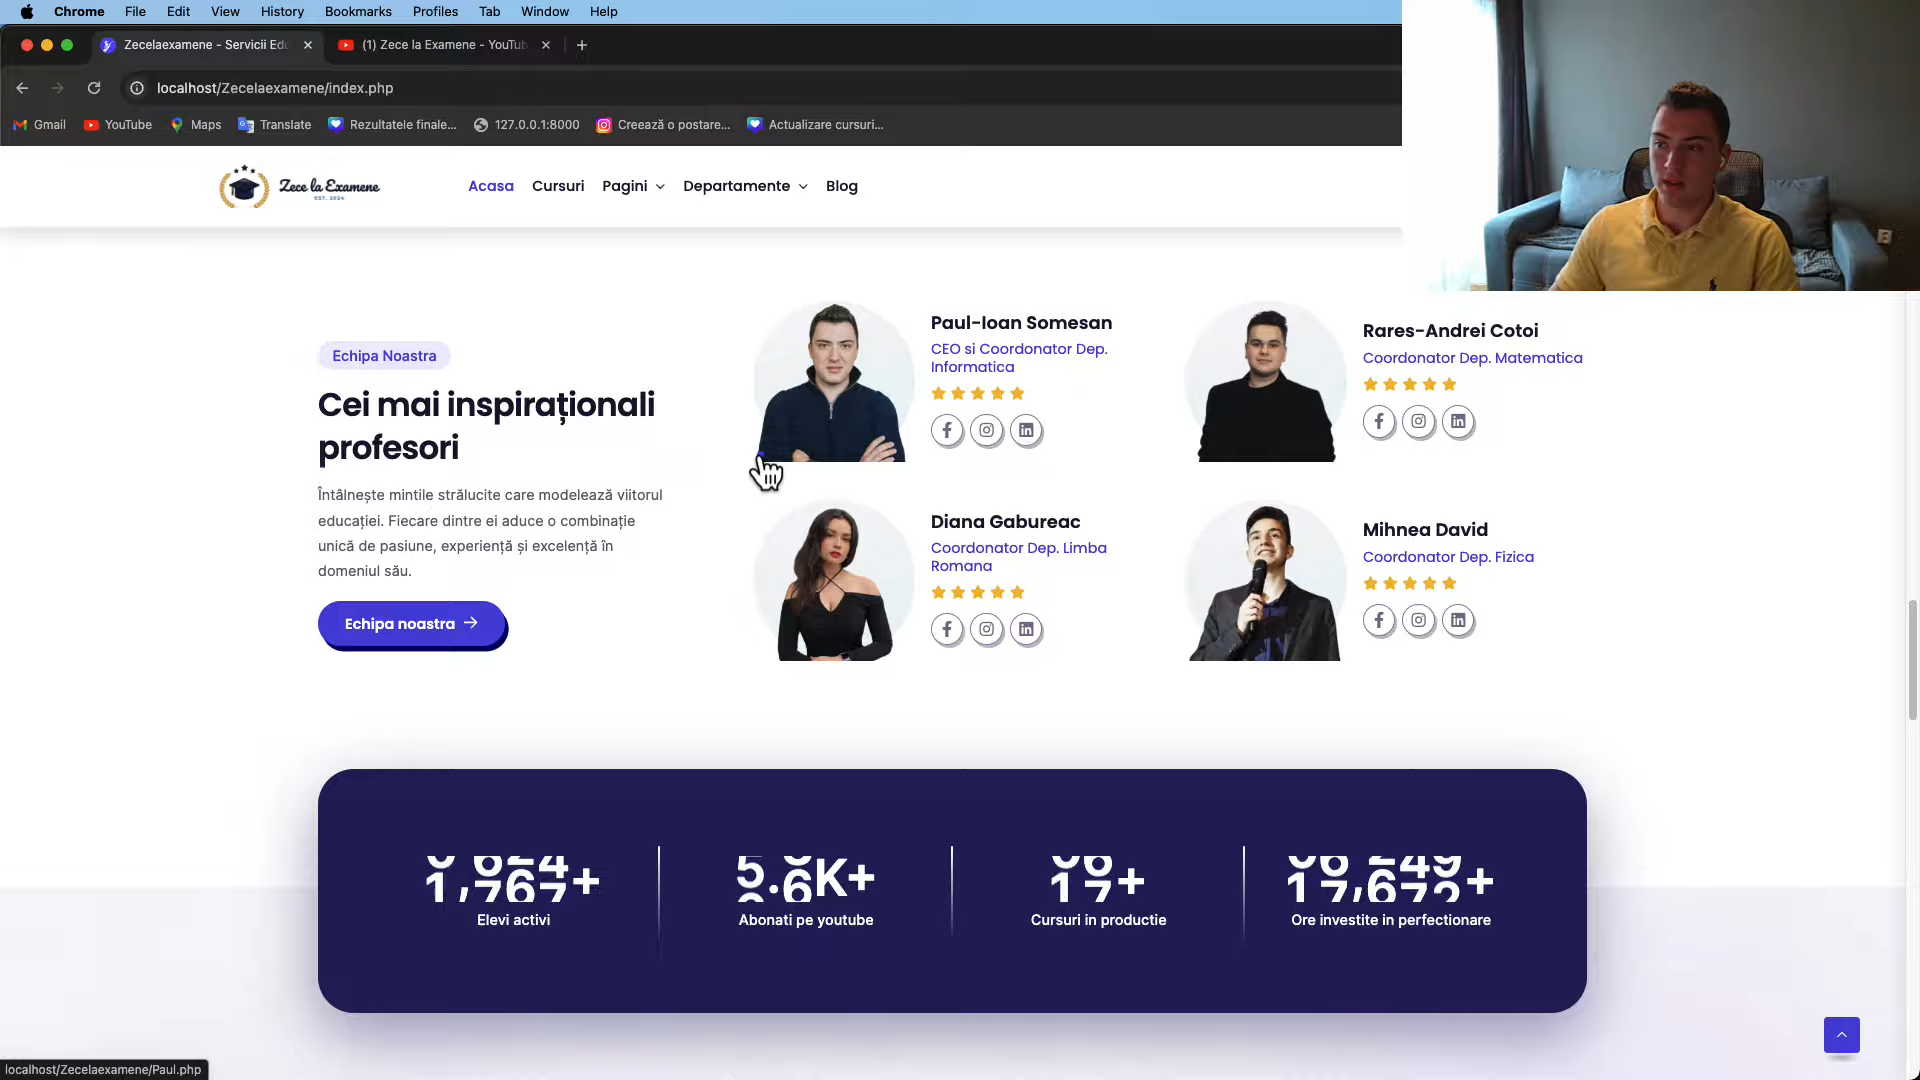 Chrome File Edit View History Bookmarks Profiles Tab Window Help
Zecelaexamene - Servicii Edu
(1) Zece la Examene - YouTub
localhost/Zecelaexamene/index.php
Gmail YouTube Maps Translate Rezultatele finale... 127.0.0.1:8000 Creează o postare... Actualizare cursuri...
Zece la Examene
EST. 2024
Acasa Cursuri Pagini Departamente Blog
Echipa Noastra
Cei mai inspiraționali
profesori
Întâlnește mintile strălucite care modelează viitorul
educației. Fiecare dintre ei aduce o combinație
unică de pasiune, experiență și excelență în
domeniul său.
Echipa noastra
Paul-Ioan Somesan
CEO si Coordonator Dep.
Informatica
Rares-Andrei Cotoi
Coordonator Dep. Matematica
Diana Gabureac
Coordonator Dep. Limba
Romana
Mihnea David
Coordonator Dep. Fizica
Elevi activi
Abonati pe youtube
Cursuri in productie
Ore investite in perfectionare
localhost/Zecelaexamene/Paul.php